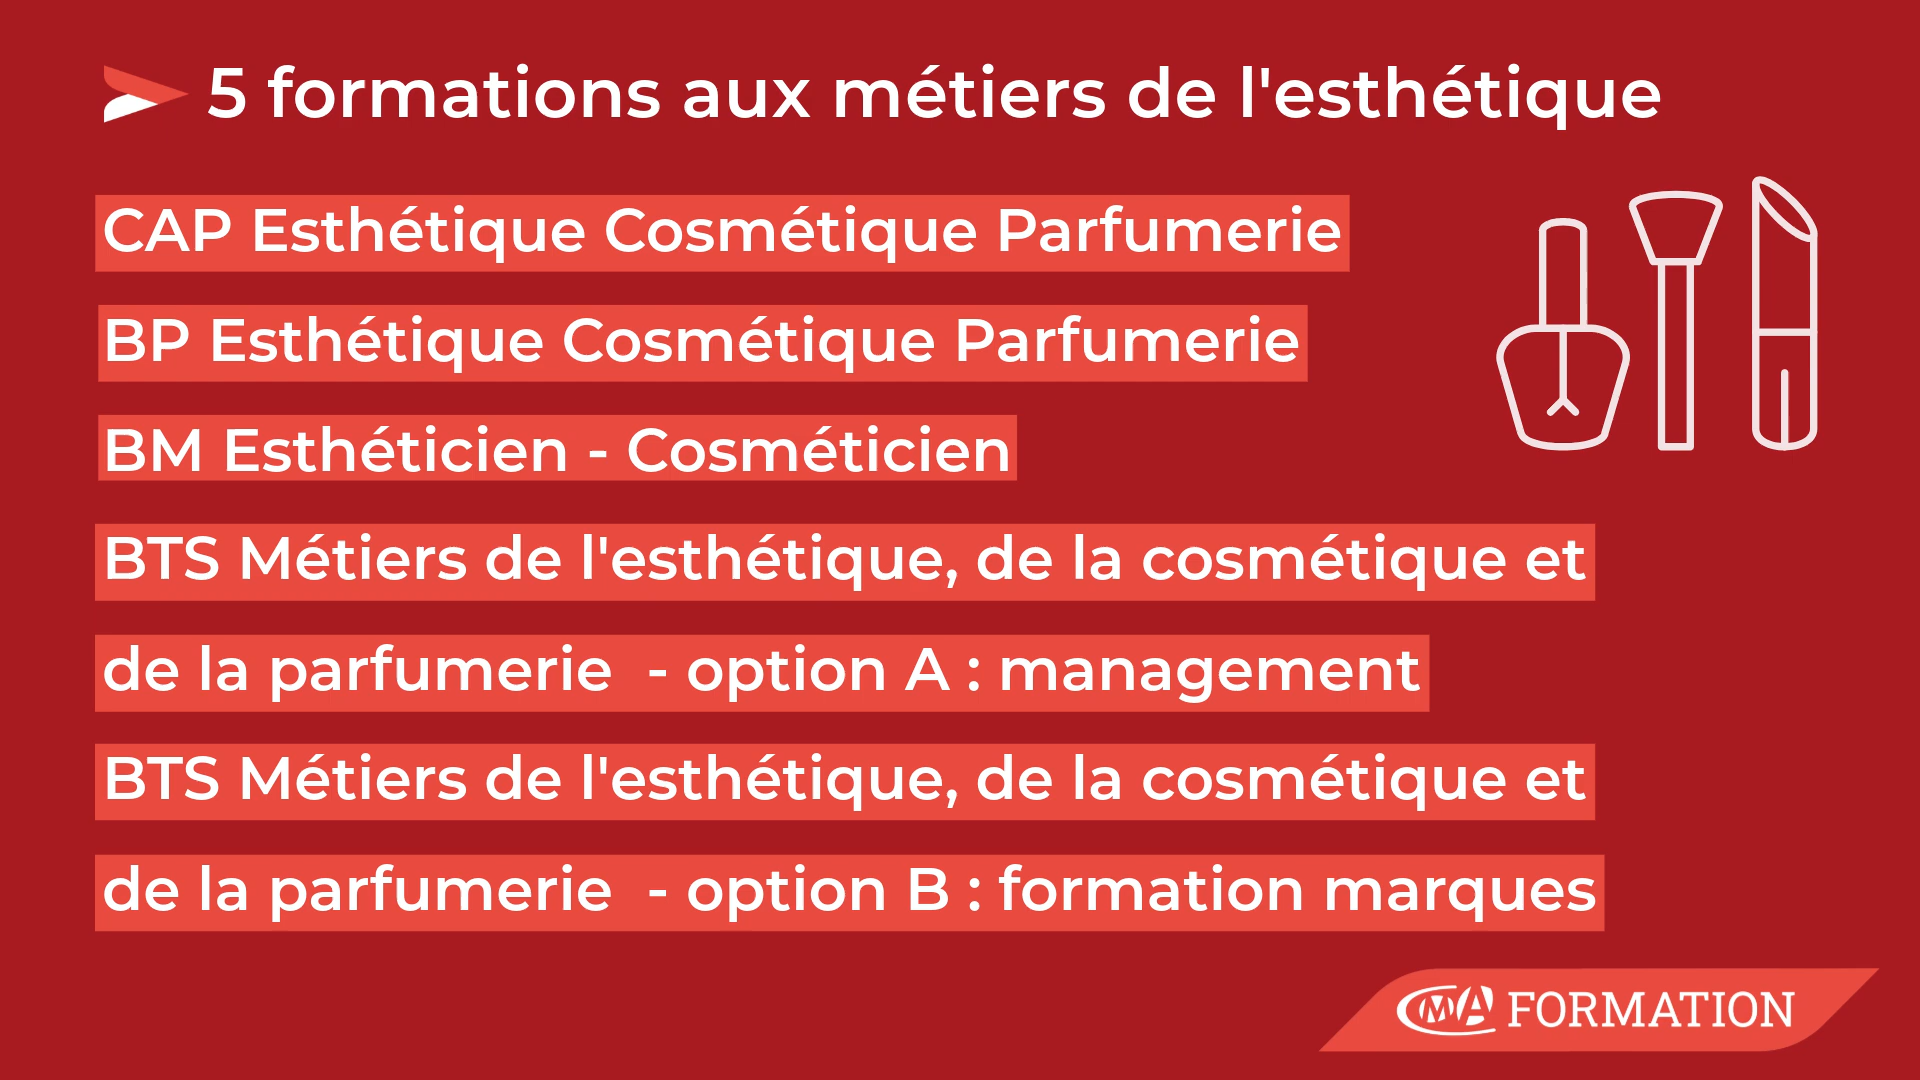 5 formations aux métiers de l'esthétique
CAP Esthétique Cosmétique Parfumerie
BP Esthétique Cosmétique Parfumerie
BM Esthéticien - Cosméticien
BTS Métiers de l'esthétique, de la cosmétique et
de la parfumerie  - option A : management
BTS Métiers de l'esthétique, de la cosmétique et
de la parfumerie  - option B : formation marques
CMA FORMATION